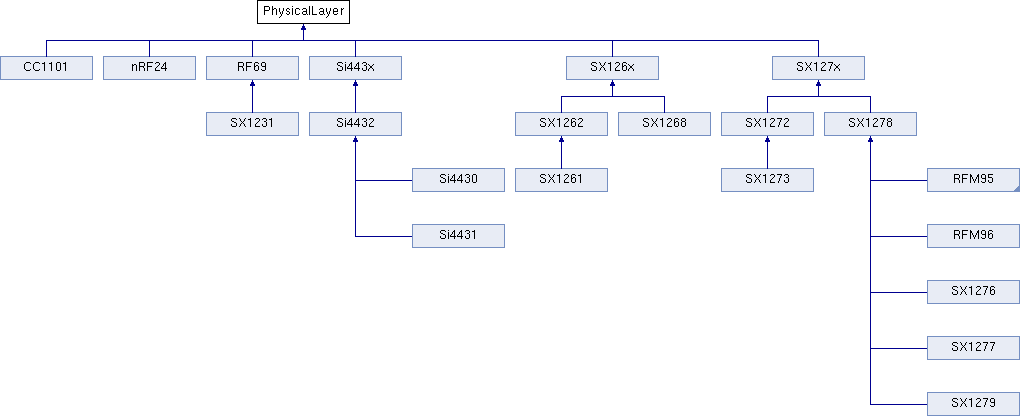 PhysicalLayer
CC1101
nRF24
RF69
Si443x
SX126x
SX127x
SX1231
Si4432
SX1262
SX1268
SX1272
SX1278
Si4430
SX1261
SX1273
RFM95
Si4431
RFM96
SX1276
SX1277
SX1279